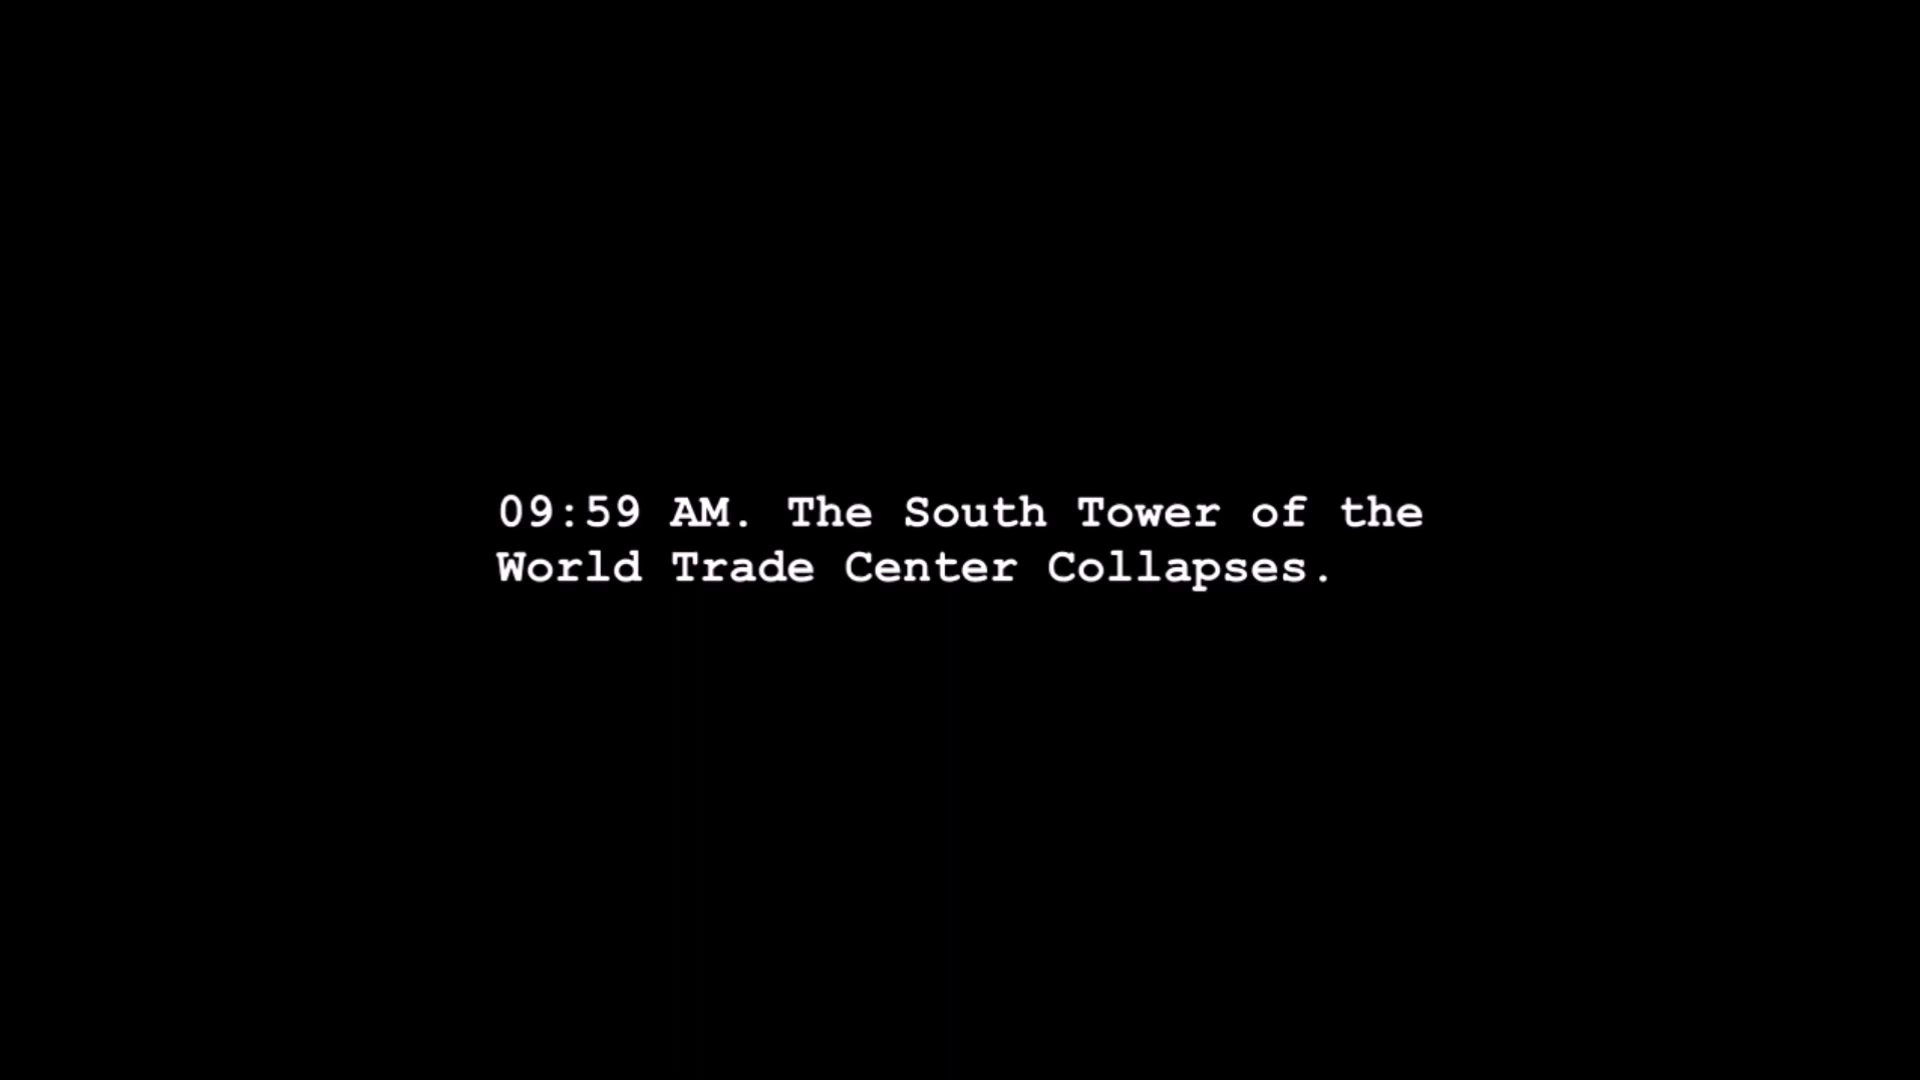 09:59 AM. The South Tower of the
World Trade Center Collapses.